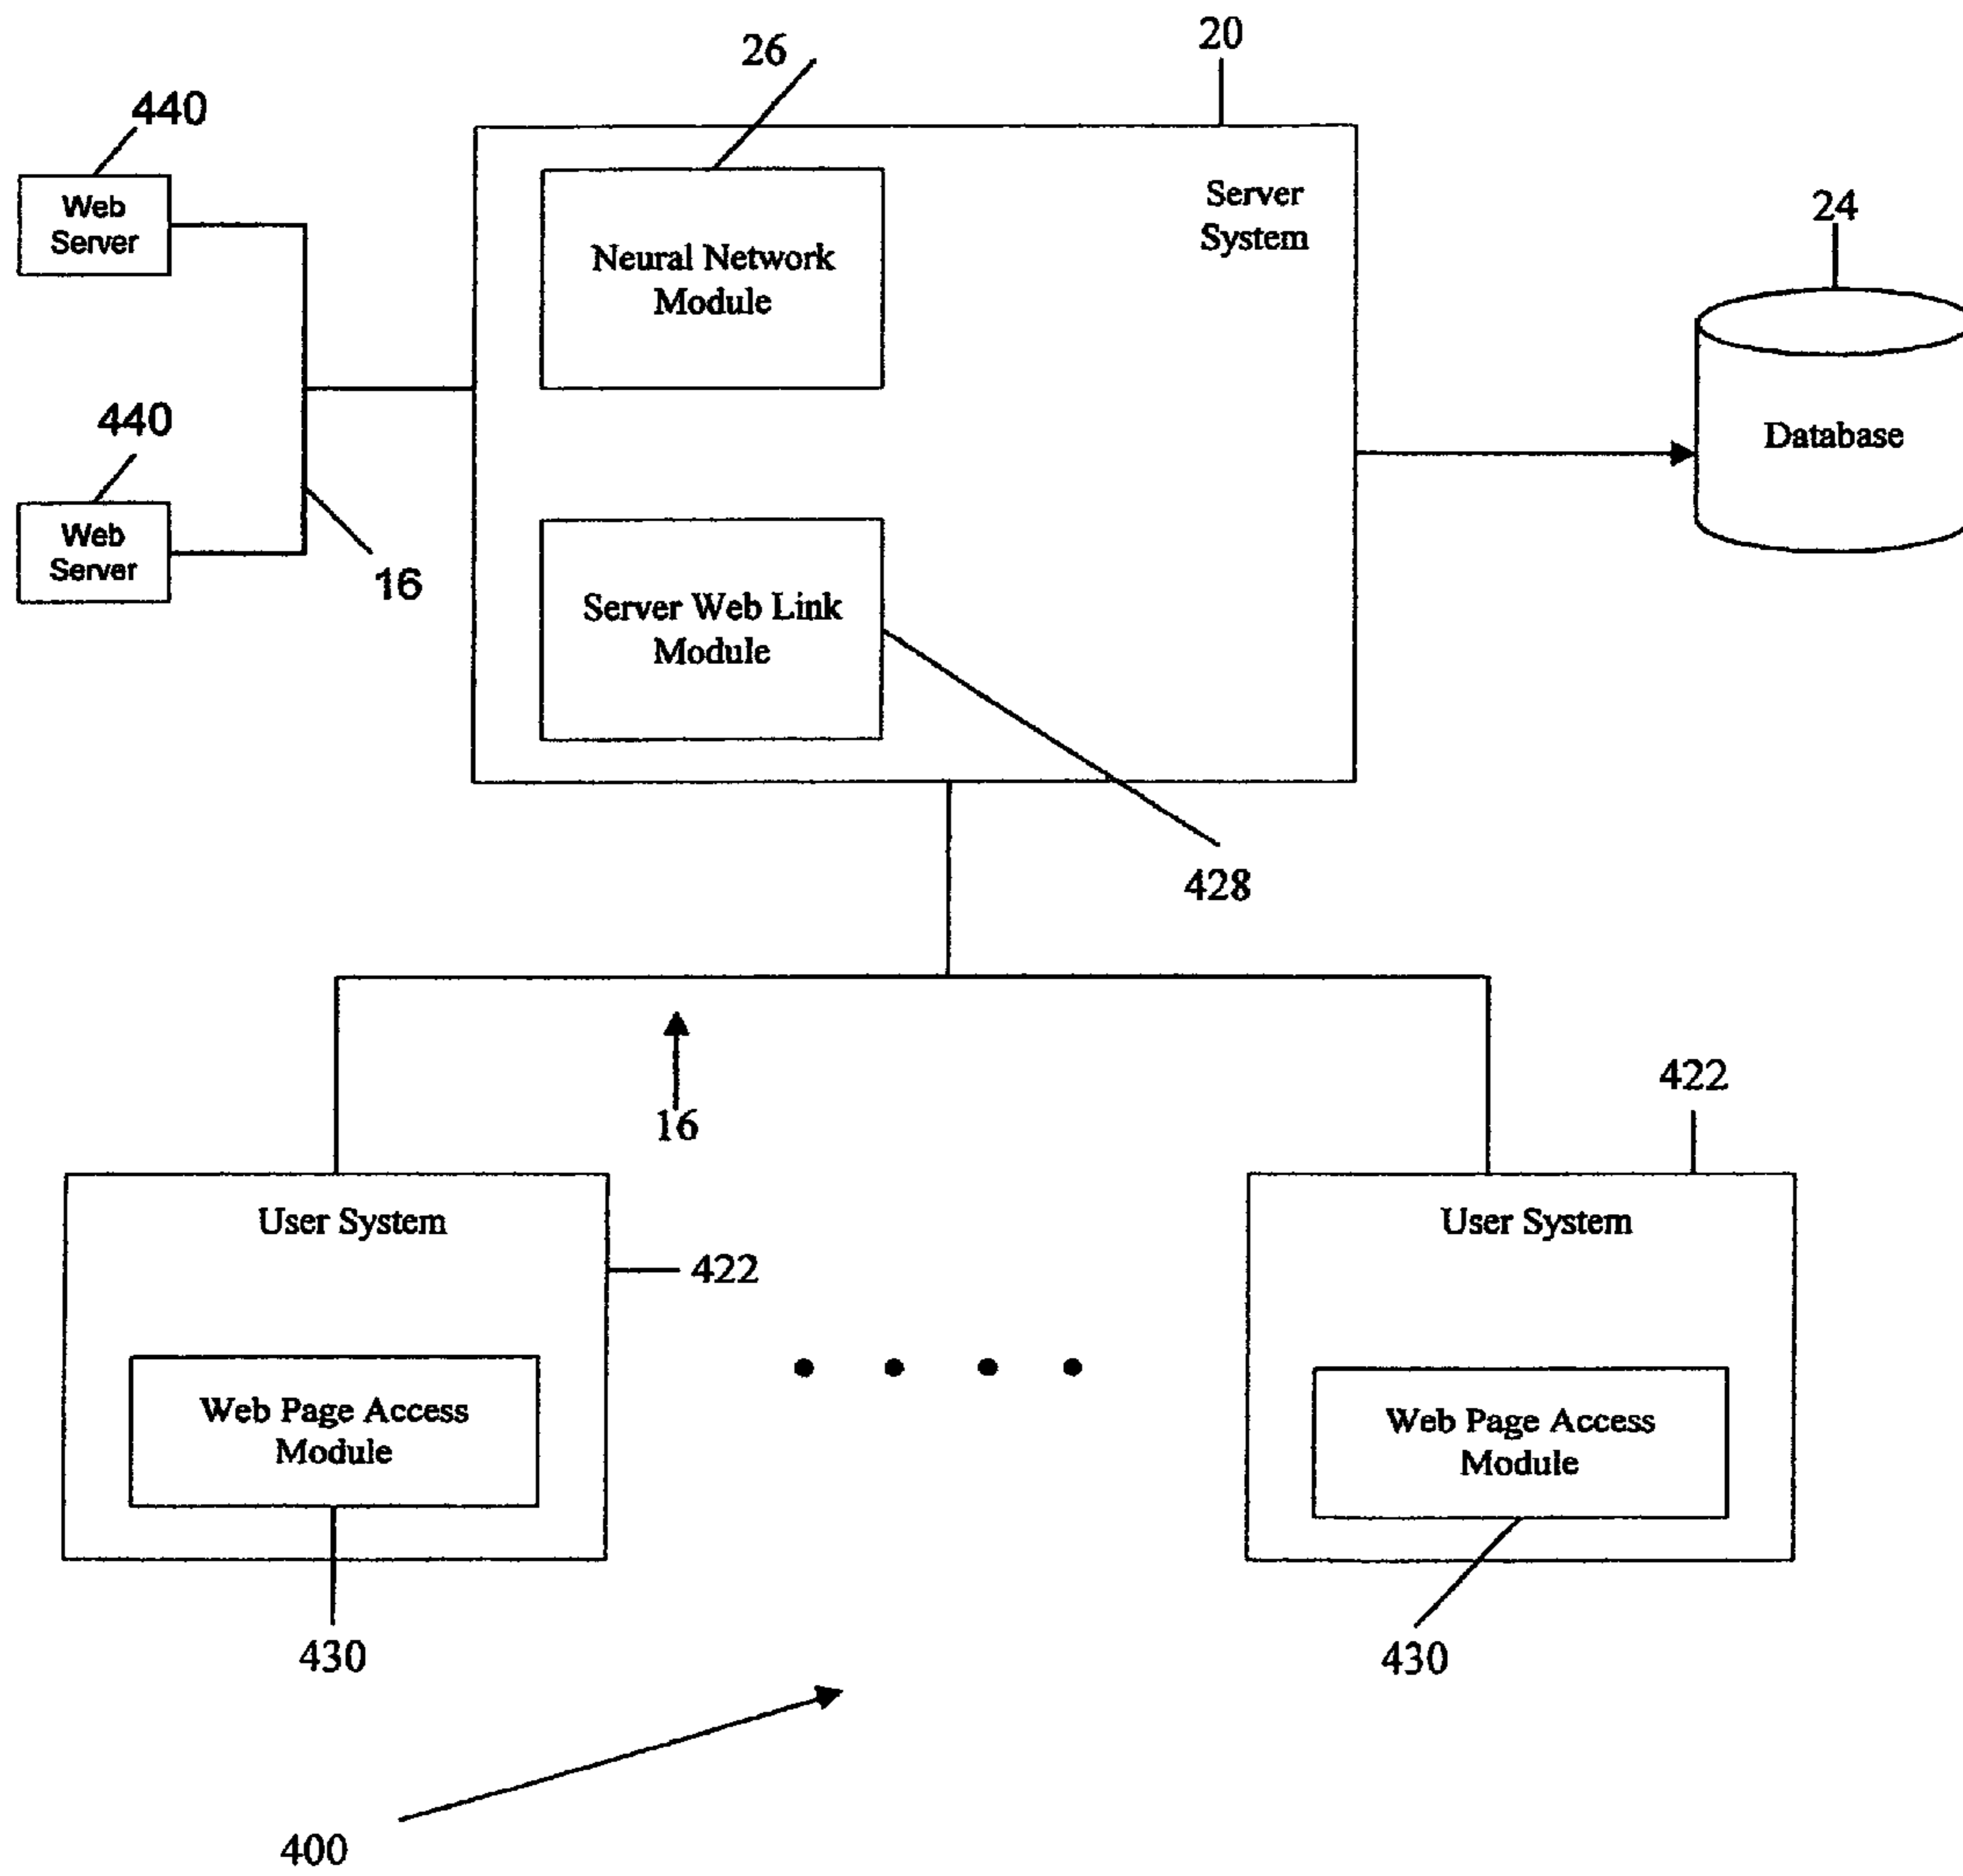 20
26
440
Web
Server
Server
System
24
Neural Network
Module
440
Database
Web
Server
16
Server Web Link
Module
428
16
422
User System
User System
422
Web Page Access
Module
Web Page Access
Module
430
430
400